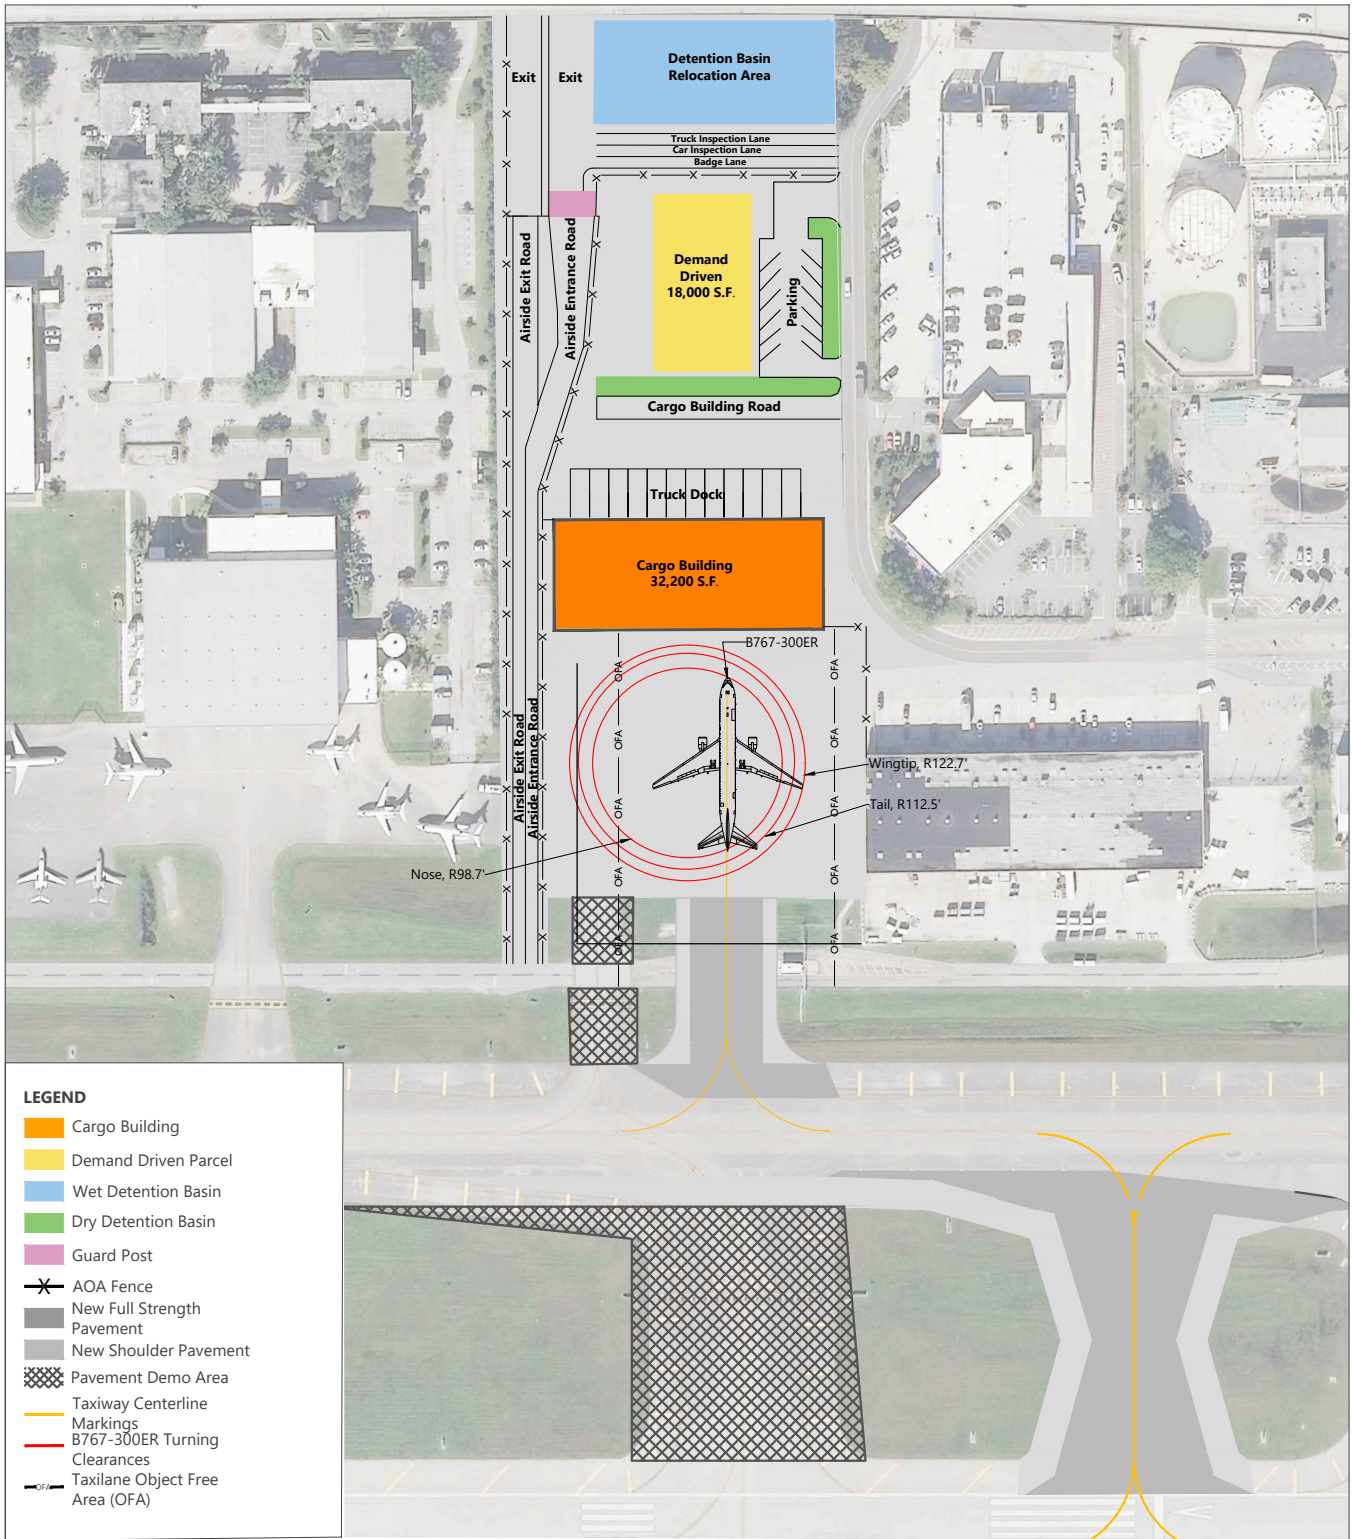 Exit
Exit
Detention Basin
Relocation Area
Truck Inspection Lane
Car Inspection Lane
Badge Lane
Airside Exit Road
Airside Entrance Road
Demand
Driven
18,000 S.F.
Parking
Cargo Building Road
Truck Dock
Cargo Building
32,200 S.F.
B767-300ER
OFA
OFA
OFA
OFA
OFA
OFA
OFA
OFA
OFA
OFA
Airside Exit Road
Airside Entrance Road
Wingtip, R122.7'
Tail, R112.5'
Nose, R98.7'
LEGEND
Cargo Building
Demand Driven Parcel
Wet Detention Basin
Dry Detention Basin
Guard Post
X
AOA Fence
New Full Strength
Pavement
New Shoulder Pavement
Pavement Demo Area
Taxiway Centerline
Markings
B767-300ER Turning
Clearances
OFA
Taxilane Object Free
Area (OFA)